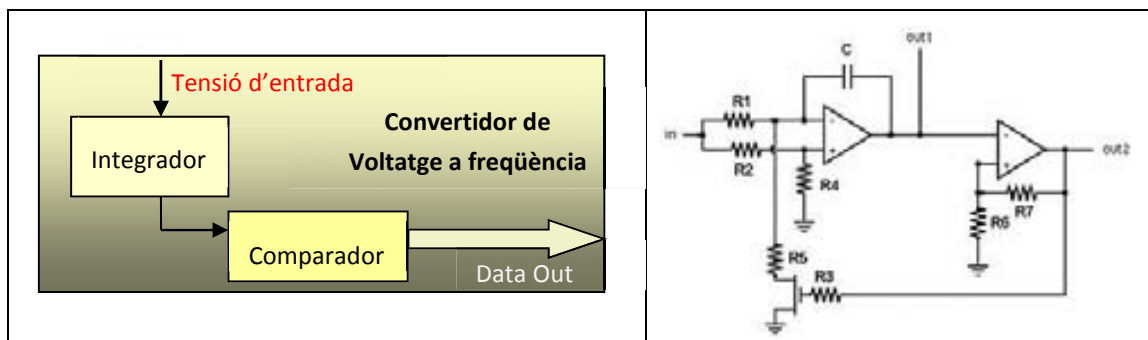 Tensió d'entrada
Convertidor de
Voltatge a freqüència
Integrador
Comparador
Data Out
out1
C
R1
in
R2
R4
out2
R7
R6
R5
R3